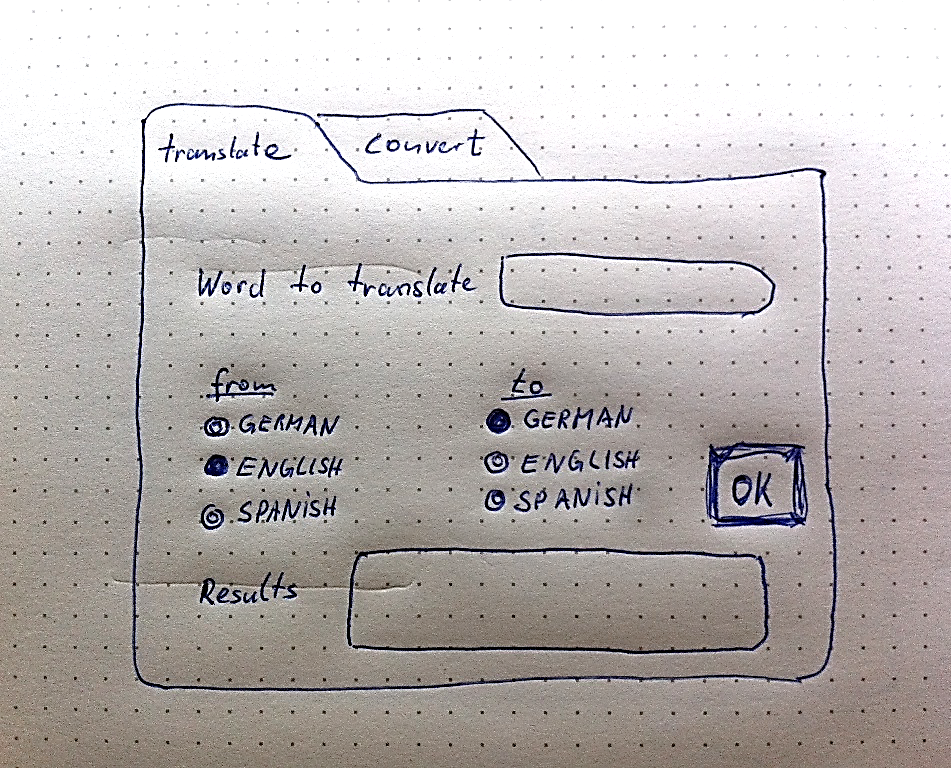 translate convert
Word to translate
from to
GERMAN GERMAN
ENGLISH ENGLISH
SPANISH SPANISH
OK
Results